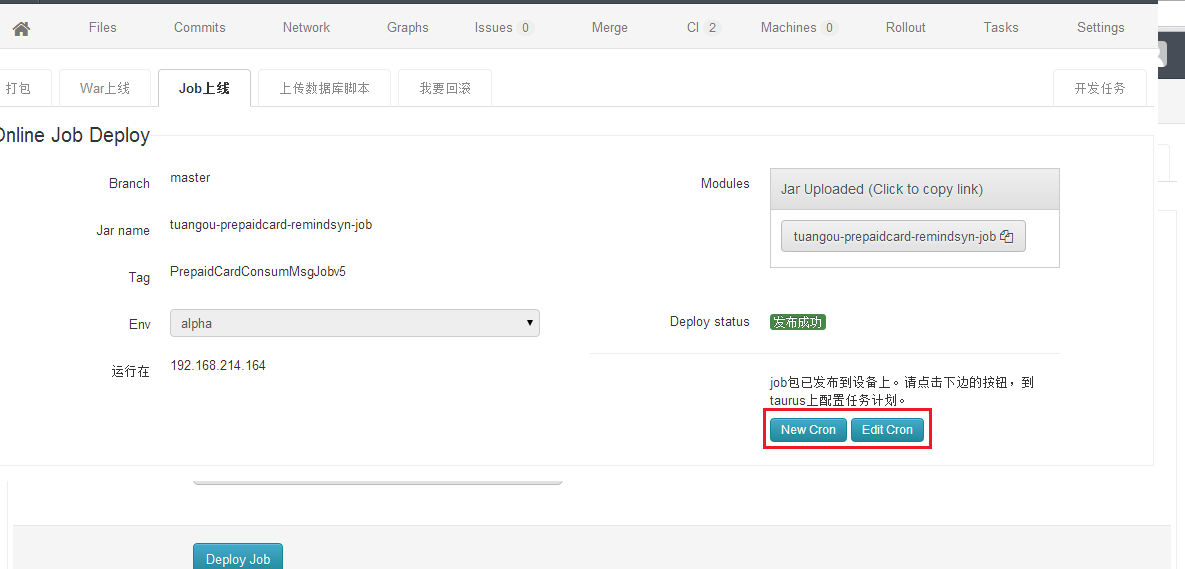 Files Commits Network Graphs Issues 0 Merge CI 2 Machines 0 Rollout Tasks Settings
打包 War上线 Job上线 上传数据库脚本 我要回滚 开发任务
Online Job Deploy
Branch master
Modules Jar Uploaded (Click to copy link)
Jar name tuangou-prepaidcard-remindsyn-job
tuangou-prepaidcard-remindsyn-job
Tag PrepaidCardConsumMsgJobv5
Env alpha
Deploy status 发布成功
运行在 192.168.214.164
job包已发布到设备上。请点击下边的按钮，到
taurus上配置任务计划。
New Cron Edit Cron
Deploy Job